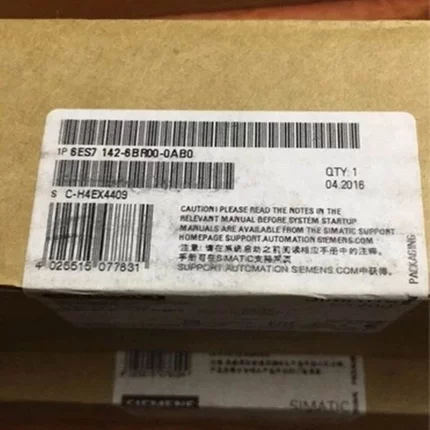 1P 6ES7 142-6BR00-0AB0
QTY: 1
04.2016
S C-H4EX4409
CAUTION! PLEASE READ THE NOTES IN THE
RELEVANT MANUAL BEFORE SYSTEM STARTUP
MANUALS ARE AVAILABLE FROM THE SIMATIC SUPPORT
HOMEPAGE SUPPORT.AUTOMATION.SIEMENS.COM
注意: 请在系统启动之前阅读相应手册中的注释.
手册可在SIMATIC支持网页
SUPPORT.AUTOMATION.SIEMENS.COM中获得.
4 025515 077831
PACKAGING
SIEMENS
SIMATIC